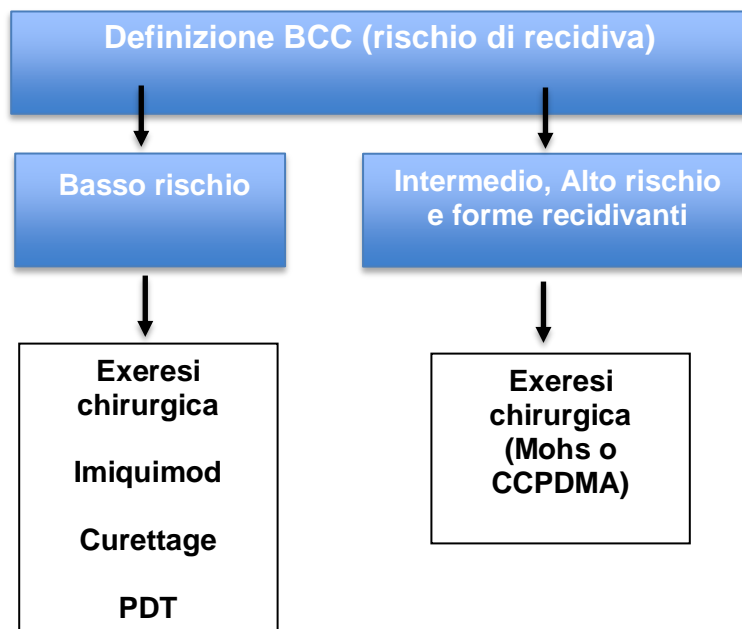 Definizione BCC (rischio di recidiva)
Basso rischio
Intermedio, Alto rischio
e forme recidivanti
Exeresi
chirurgica
Imiquimod
Curettage
PDT
Exeresi
chirurgica
(Mohs o
CCPDMA)